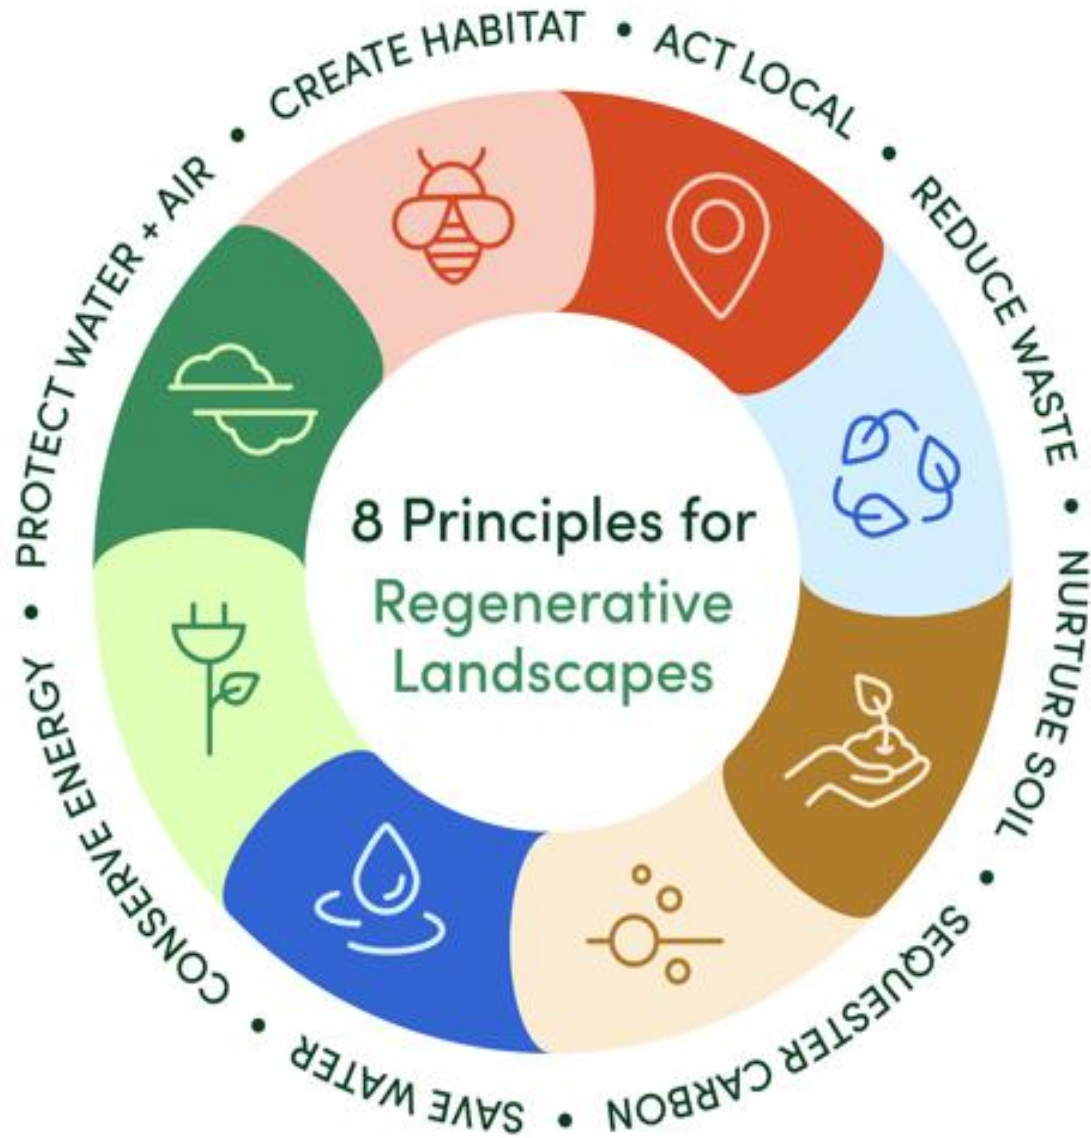 CREATE HABITAT • ACT LOCAL • REDUCE WASTE • NURTURE SOIL • SEQUESTER CARBON • SAVE WATER • CONSERVE ENERGY • PROTECT WATER + AIR •
8 Principles for
Regenerative
Landscapes